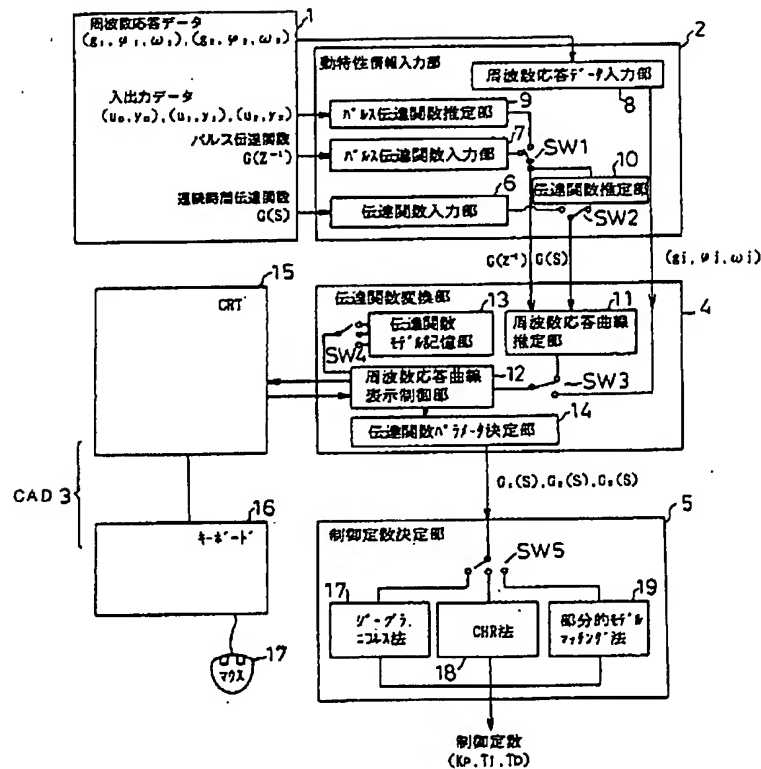 周波数応答データ
(g₁,φ₁,ω₁),(g₂,φ₂,ω₂)
1
入出力データ
(u₀,y₀),(u₁,y₁),(u₂,y₂)
パルス伝達関数
G(Z⁻¹)
連続時間伝達関数
G(S)
2
動特性情報入力部
周波数応答データ入力部
8
9
パルス伝達関数推定部
7
パルス伝達関数入力部
SW1
10
伝達関数推定部
6
伝達関数入力部
SW2
G(Z⁻¹) G(S)
(gi,φi,ωi)
15
CRT
伝達関数変換部
4
13
伝達関数
モデル記憶部
SW4
11
周波数応答曲線
推定部
12
周波数応答曲線
表示制御部
SW3
14
伝達関数パラメータ決定部
CAD 3
16
キーボード
17
マウス
G₁(S),G₂(S),G₃(S)
5
制御定数決定部
SW5
17
ジーグラ,
ニコルス法
CHR法
18
19
部分的モデル
マッチング法
制御定数
(KP,TI,TD)